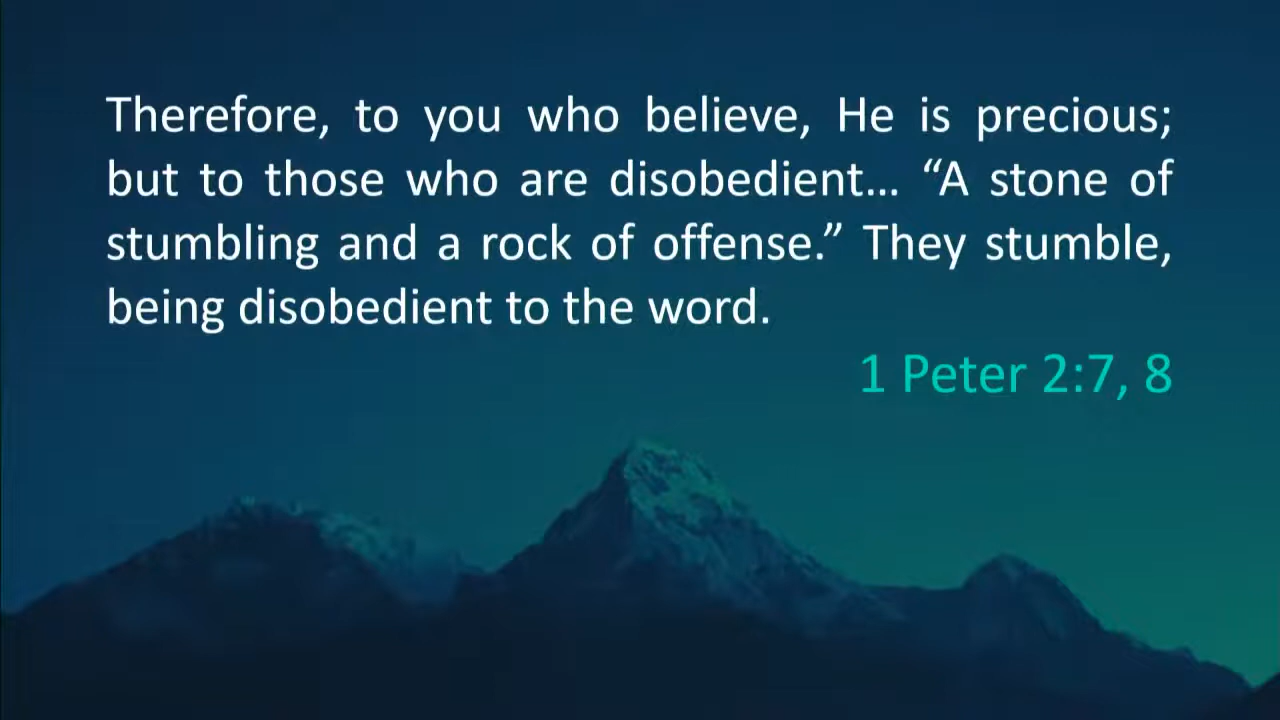 Therefore, to you who believe, He is precious;
but to those who are disobedient… “A stone of
stumbling and a rock of offense.” They stumble,
being disobedient to the word.
1 Peter 2:7, 8